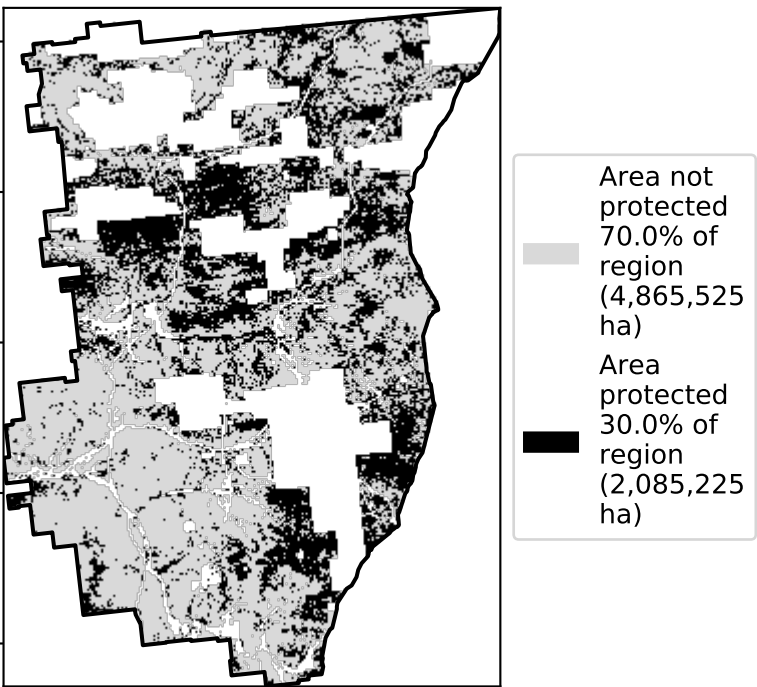 Area not
protected
70.0% of
region
(4,865,525
ha)
Area
protected
30.0% of
region
(2,085,225
ha)